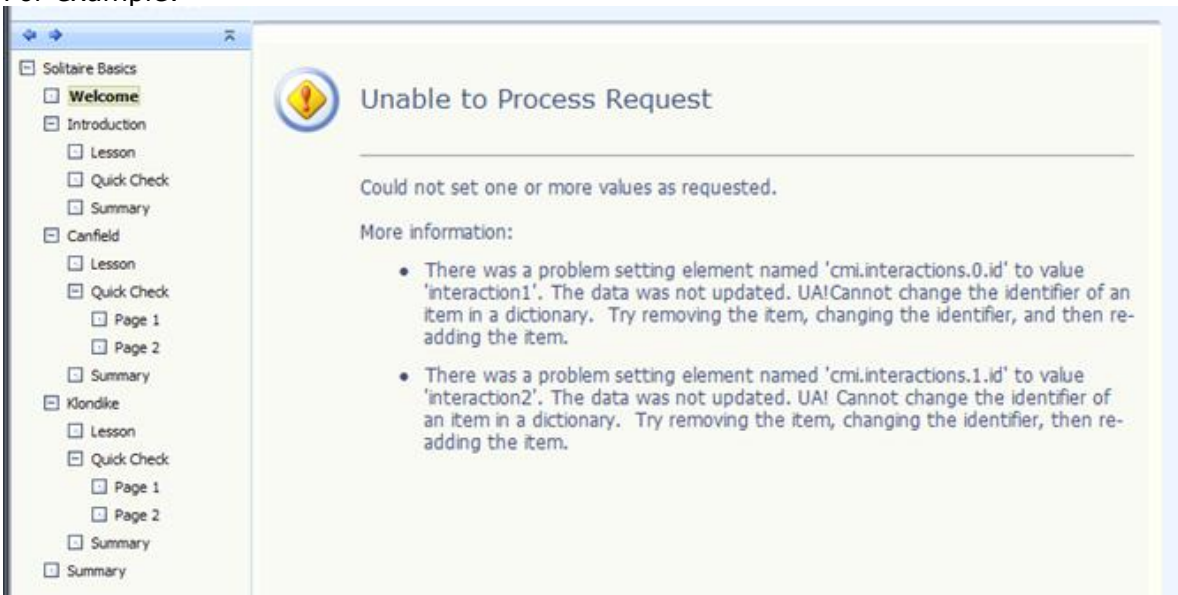 For example:
Solitaire Basics
Welcome
Introduction
Lesson
Quick Check
Summary
Canfield
Lesson
Quick Check
Page 1
Page 2
Summary
Klondike
Lesson
Quick Check
Page 1
Page 2
Summary
Summary
Unable to Process Request
Could not set one or more values as requested.
More information:
• There was a problem setting element named 'cmi.interactions.0.id' to value
'interaction1'. The data was not updated. UA!Cannot change the identifier of an
item in a dictionary. Try removing the item, changing the identifier, and then re-
adding the item.
• There was a problem setting element named 'cmi.interactions.1.id' to value
'interaction2'. The data was not updated. UA! Cannot change the identifier of
an item in a dictionary. Try removing the item, changing the identifier, then re-
adding the item.